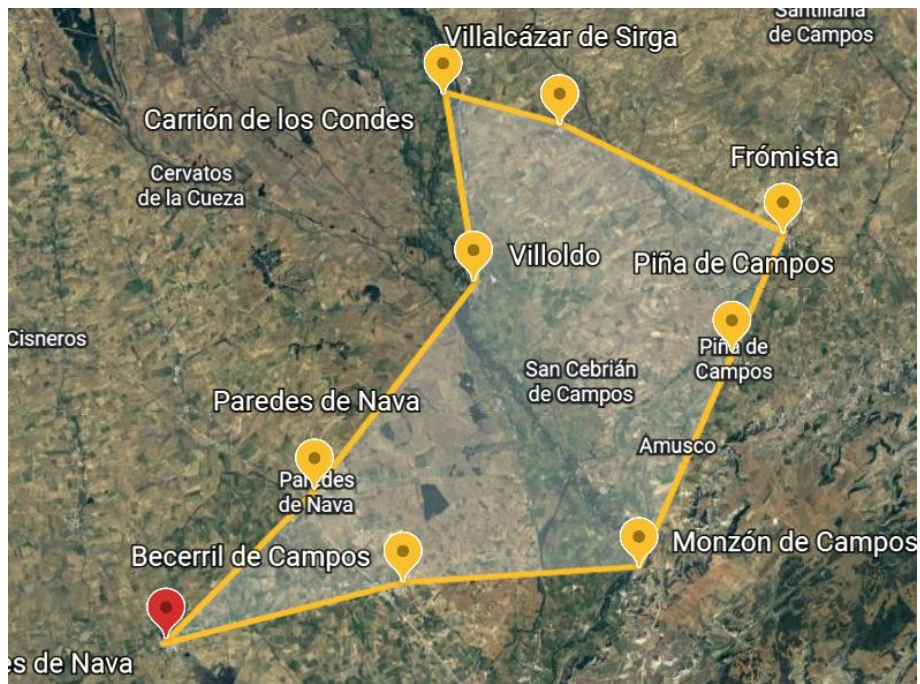 Santillana
de Campos
Villalcázar de Sirga
Carrión de los Condes
Frómista
Cervatos
de la Cueza
Villoldo
Piña de Campos
Cisneros
Piña de
Campos
San Cebrián
de Campos
Paredes de Nava
Amusco
Paredes
de Nava
Becerril de Campos
Monzón de Campos
es de Nava